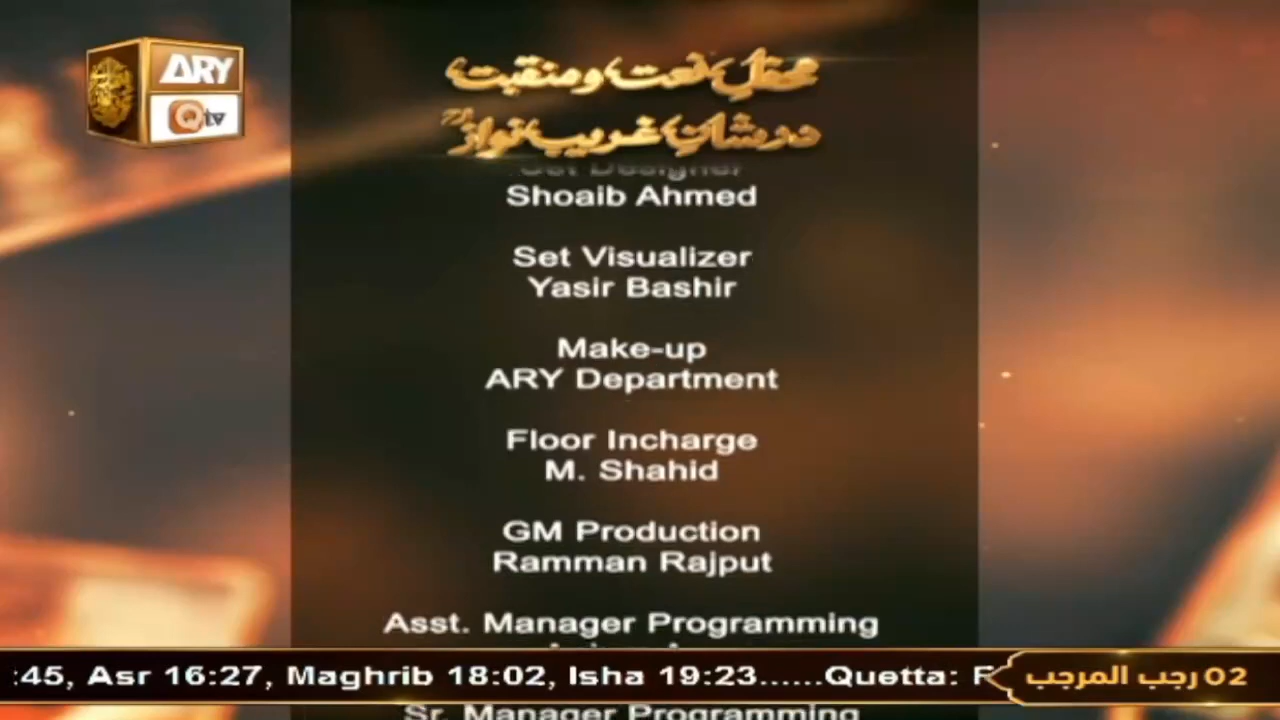 ARY
Qtv
محفلِ نعت و منقبت
در شانِ غریب نواز
Set Designer
Shoaib Ahmed
Set Visualizer
Yasir Bashir
Make-up
ARY Department
Floor Incharge
M. Shahid
GM Production
Ramman Rajput
Asst. Manager Programming
:45, Asr 16:27, Maghrib 18:02, Isha 19:23......Quetta: F
02 رجب المرجب
Sr. Manager Programming